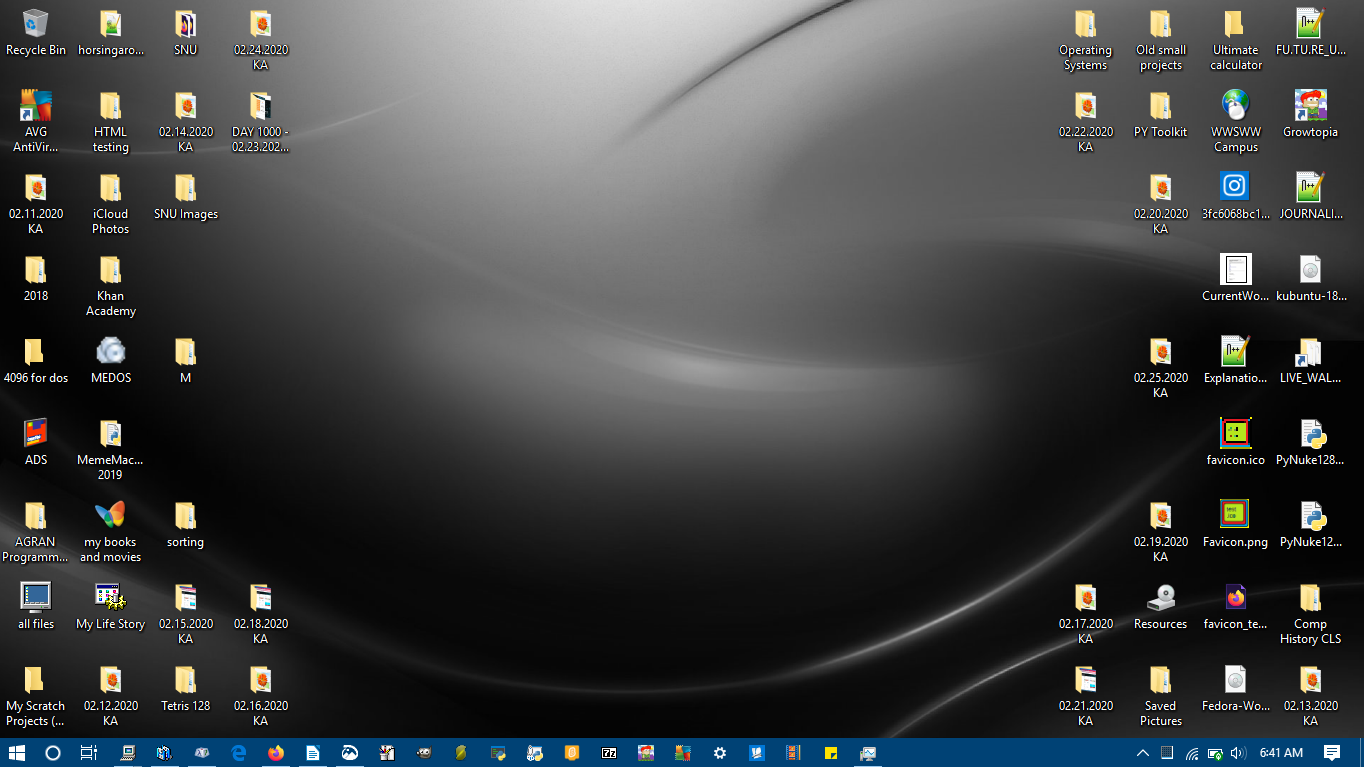 Recycle Bin
horsingaro...
SNU
02.24.2020
KA
Operating
Systems
Old small
projects
Ultimate
calculator
FU.TU.RE_U...
AVG
AntiVir...
HTML
testing
02.14.2020
KA
DAY 1000 -
02.23.202...
02.22.2020
KA
PY Toolkit
WWSWW
Campus
Growtopia
02.11.2020
KA
iCloud
Photos
SNU Images
02.20.2020
KA
3fc6068bc1...
JOURNALI...
2018
Khan
Academy
CurrentWo...
kubuntu-18...
4096 for dos
MEDOS
M
02.25.2020
KA
Explanatio...
LIVE_WAL...
ADS
MemeMac...
2019
favicon.ico
PyNuke128...
AGRAN
Programm...
my books
and movies
sorting
02.19.2020
KA
Favicon.png
PyNuke12...
all files
My Life Story
02.15.2020
KA
02.18.2020
KA
02.17.2020
KA
Resources
favicon_te...
Comp
History CLS
My Scratch
Projects (...
02.12.2020
KA
Tetris 128
02.16.2020
KA
02.21.2020
KA
Saved
Pictures
Fedora-Wo...
02.13.2020
KA
6:41 AM